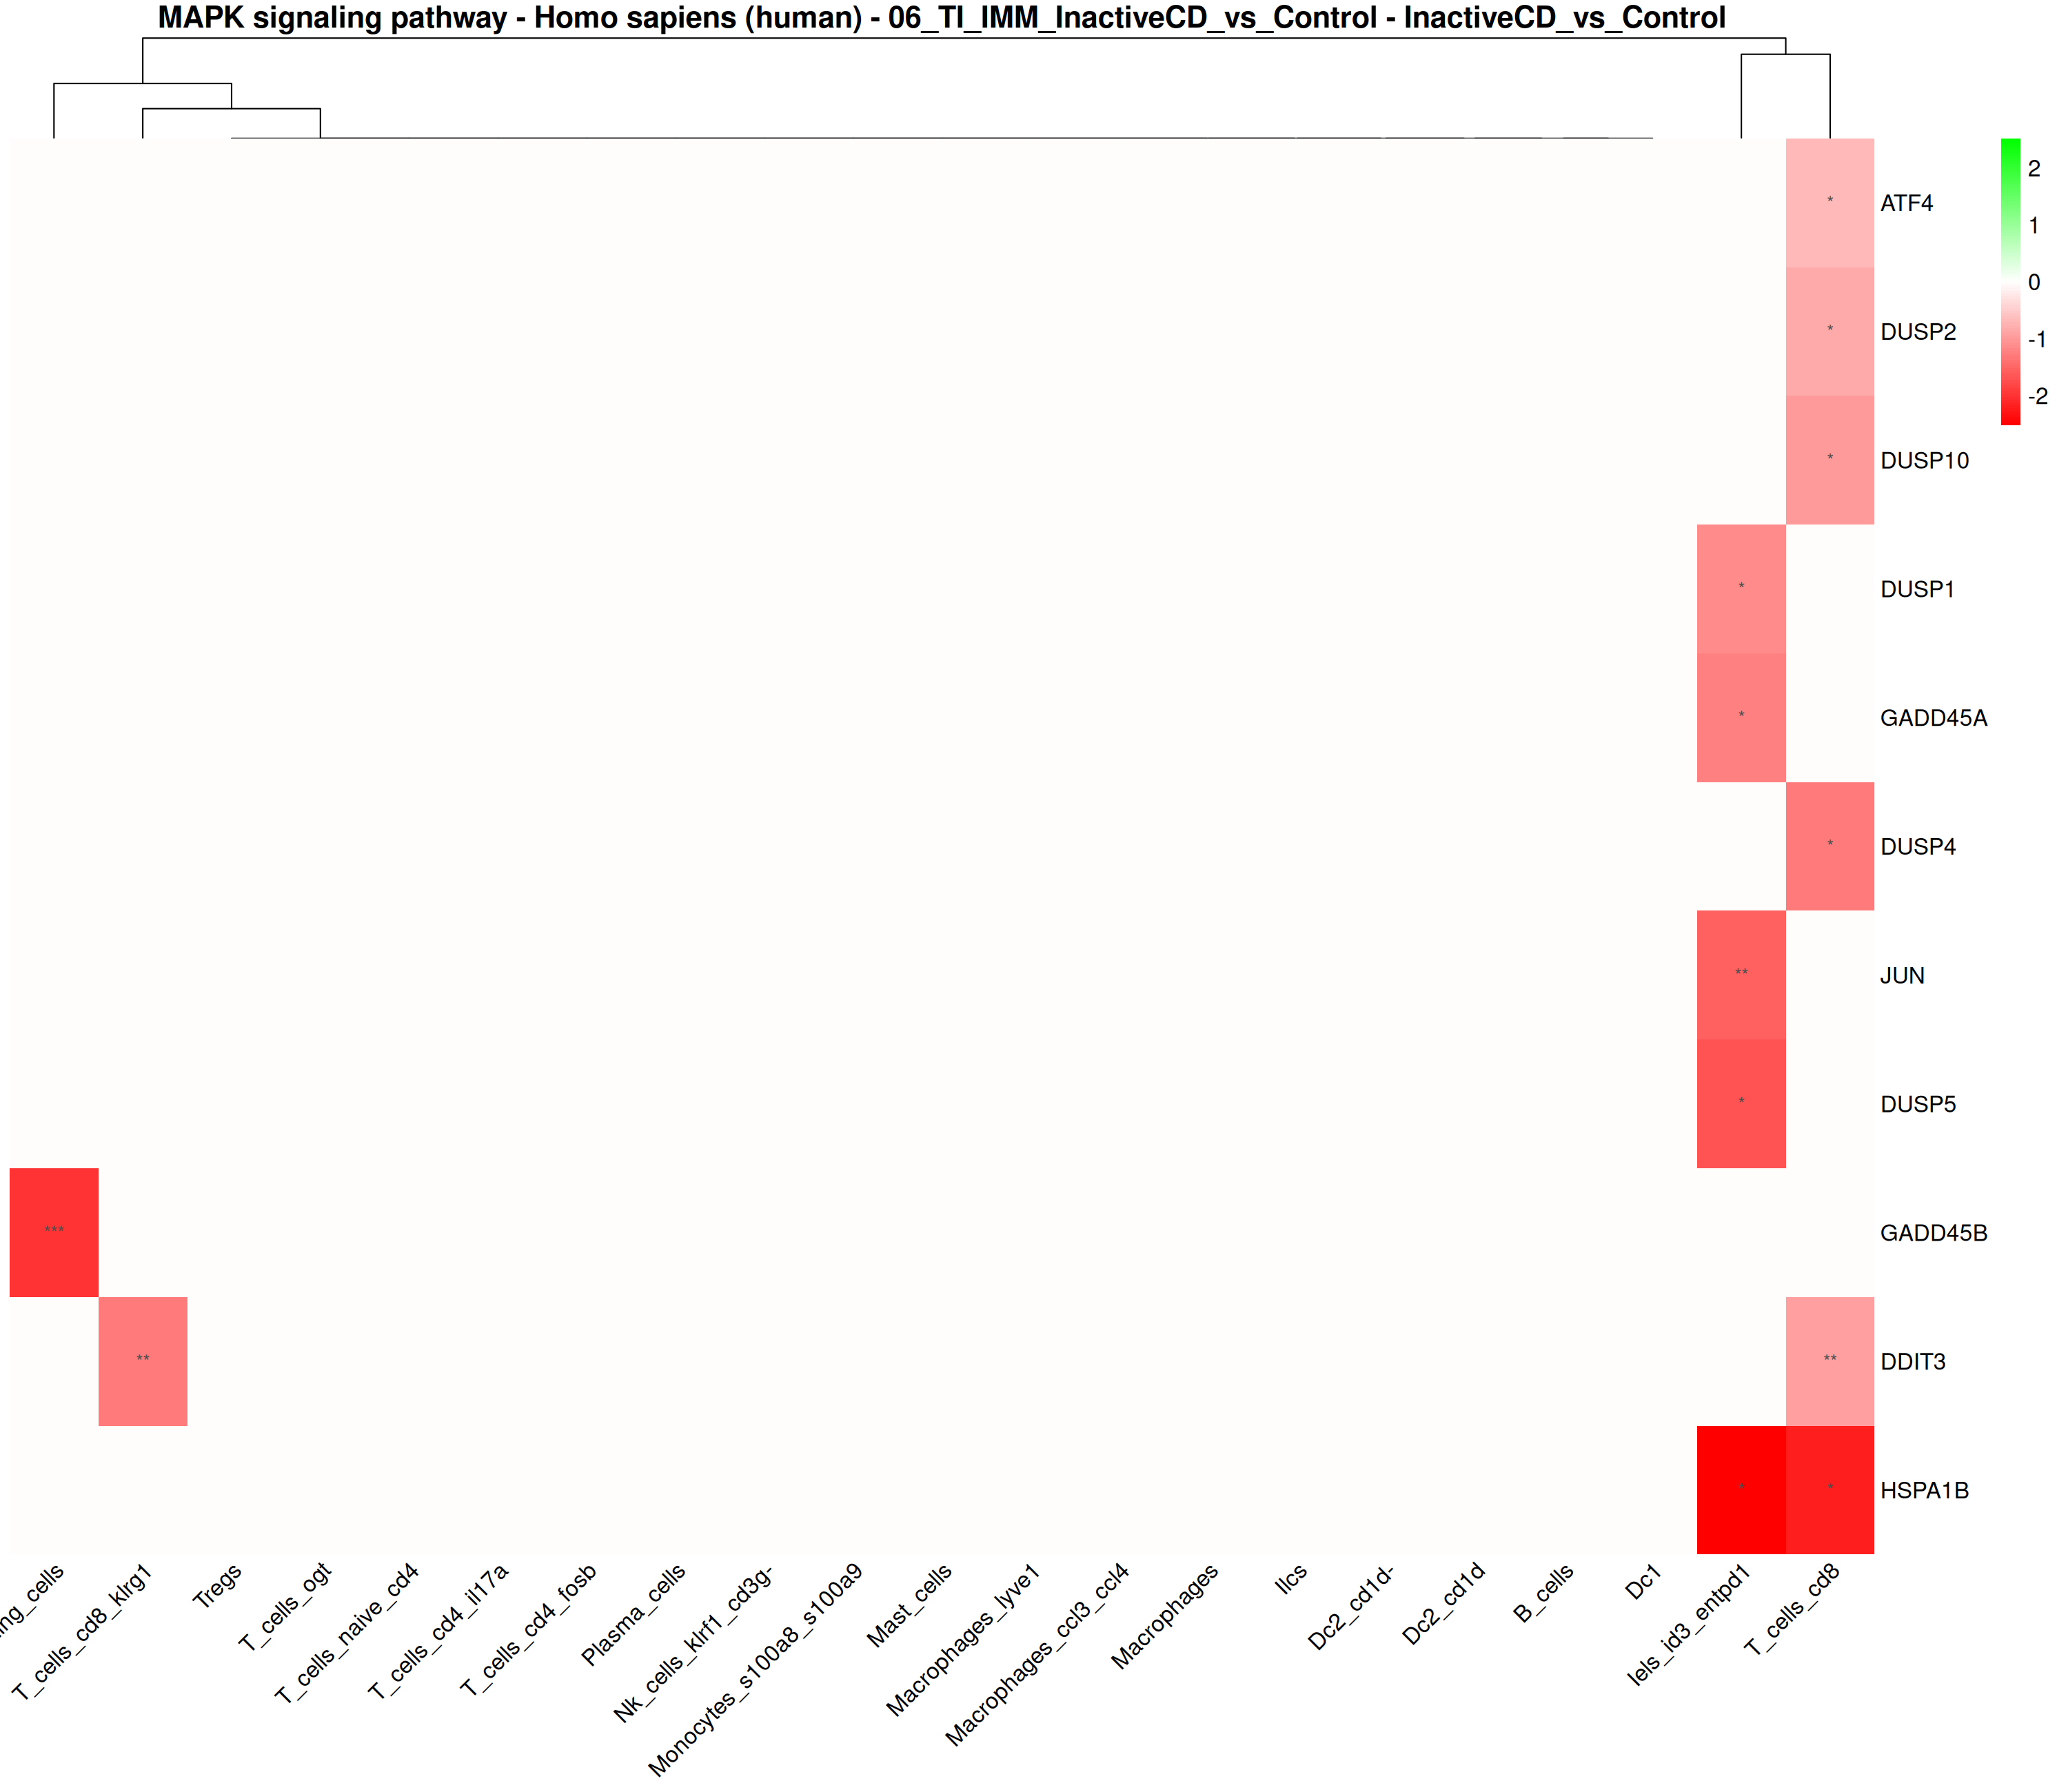 MAPK signaling pathway - Homo sapiens (human) - 06_TI_IMM_InactiveCD_vs_Control - InactiveCD_vs_Control
2
1
0
-1
-2
*
ATF4
*
DUSP2
*
DUSP10
*
DUSP1
*
GADD45A
*
DUSP4
**
JUN
*
DUSP5
***
GADD45B
** **
DDIT3
* *
HSPA1B
ng_cells
T_cells_cd8_klrg1
Tregs
T_cells_ogt
T_cells_naive_cd4
T_cells_cd4_il17a
T_cells_cd4_fosb
Plasma_cells
Nk_cells_klrf1_cd3g-
Monocytes_s100a8_s100a9
Mast_cells
Macrophages_lyve1
Macrophages_ccl3_ccl4
Macrophages
Ilcs
Dc2_cd1d-
Dc2_cd1d
B_cells
Dc1
Iels_id3_entpd1
T_cells_cd8